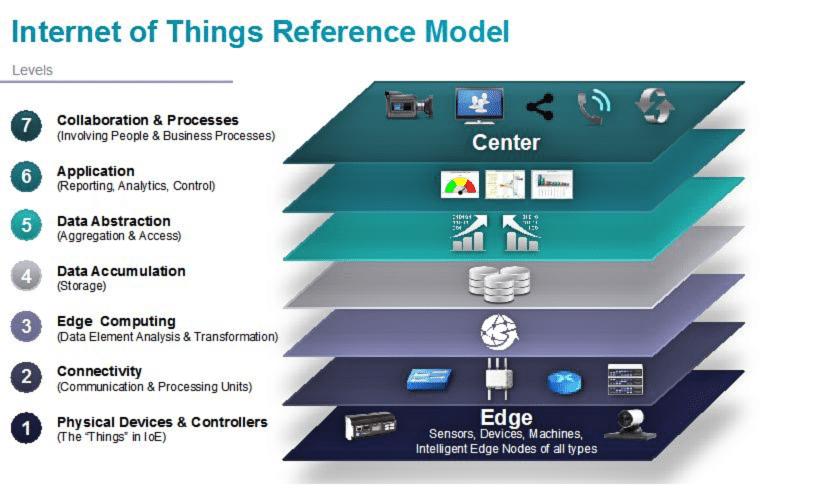 Internet of Things Reference Model
Levels
7
Collaboration & Processes
(Involving People & Business Processes)
6
Application
(Reporting, Analytics, Control)
5
Data Abstraction
(Aggregation & Access)
4
Data Accumulation
(Storage)
3
Edge Computing
(Data Element Analysis & Transformation)
2
Connectivity
(Communication & Processing Units)
1
Physical Devices & Controllers
(The "Things" in IoE)
Center
Edge
Sensors, Devices, Machines,
Intelligent Edge Nodes of all types